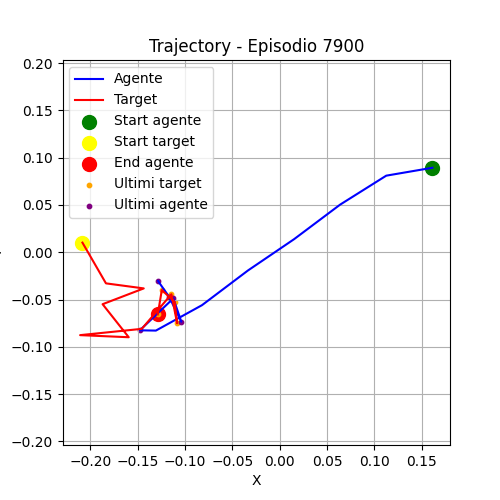 Trajectory - Episodio 7900
Agente
Target
Start agente
Start target
End agente
Ultimi target
Ultimi agente
0.20
0.15
0.10
0.05
0.00
−0.05
−0.10
−0.15
−0.20
−0.20 −0.15 −0.10 −0.05 0.00 0.05 0.10 0.15
X